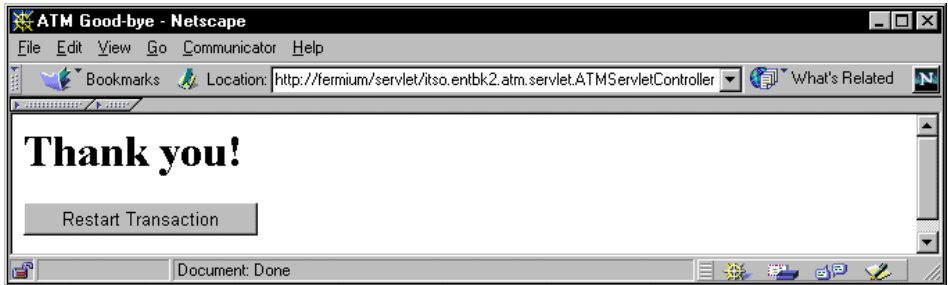 ATM Good-bye - Netscape
File Edit View Go Communicator Help
Bookmarks Location: http://fermium/servlet/itso.entbk2.atm.servlet.ATMServletController What's Related N
Thank you!
Restart Transaction
Document: Done